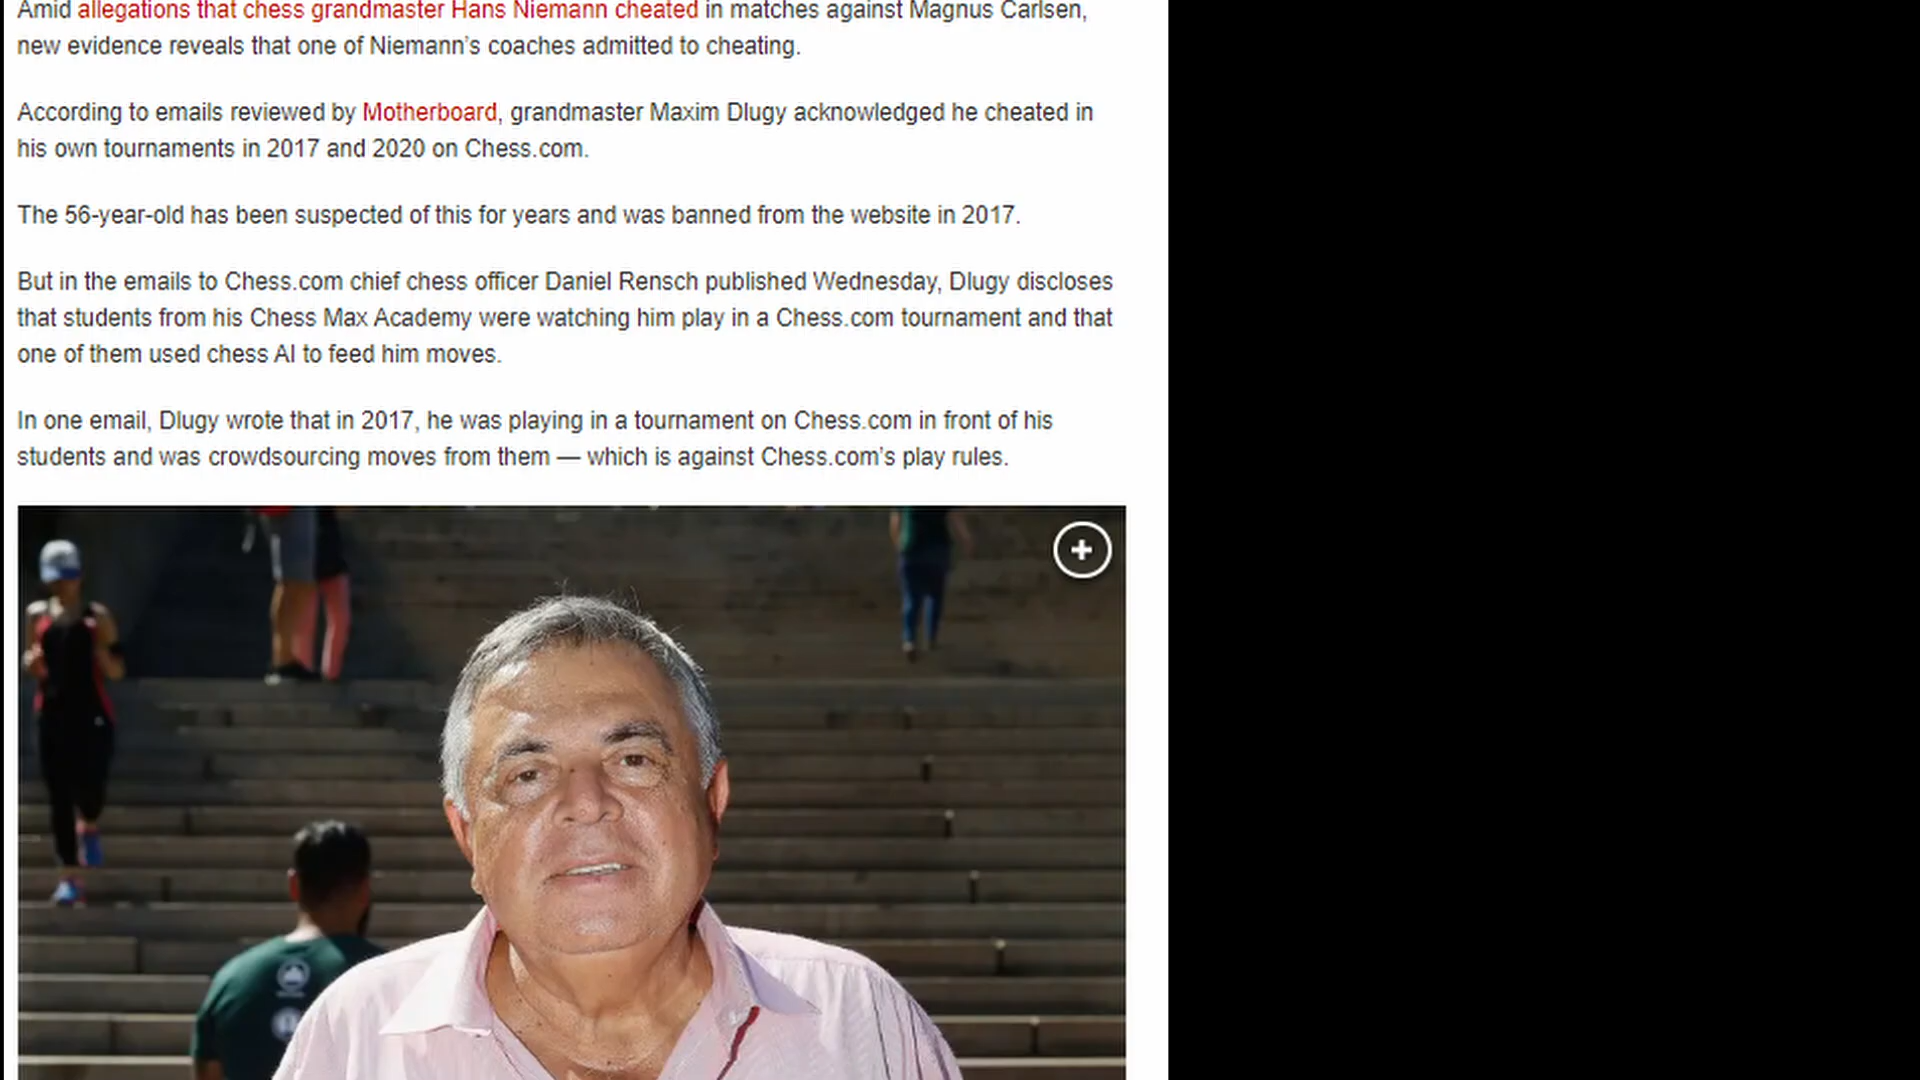 Amid allegations that chess grandmaster Hans Niemann cheated in matches against Magnus Carlsen,
new evidence reveals that one of Niemann’s coaches admitted to cheating.
According to emails reviewed by Motherboard, grandmaster Maxim Dlugy acknowledged he cheated in
his own tournaments in 2017 and 2020 on Chess.com.
The 56-year-old has been suspected of this for years and was banned from the website in 2017.
But in the emails to Chess.com chief chess officer Daniel Rensch published Wednesday, Dlugy discloses
that students from his Chess Max Academy were watching him play in a Chess.com tournament and that
one of them used chess AI to feed him moves.
In one email, Dlugy wrote that in 2017, he was playing in a tournament on Chess.com in front of his
students and was crowdsourcing moves from them — which is against Chess.com’s play rules.